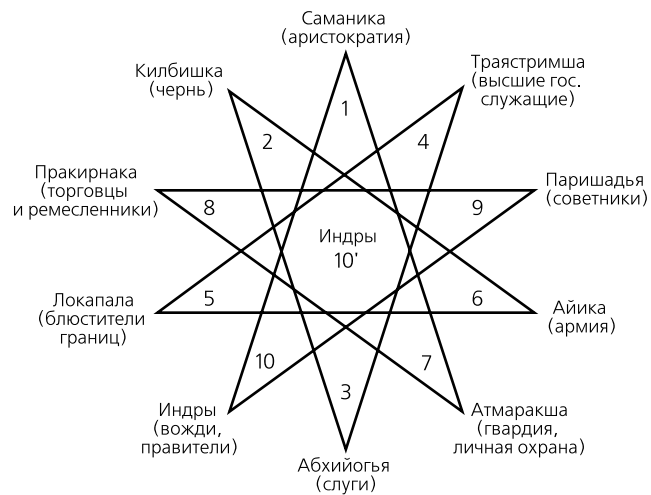 Саманика
(аристократия)
Килбишка
(чернь)
Траястримша
(высшие гос.
служащие)
1
2
4
Пракирнака
(торговцы
и ремесленники)
8
9
Паришадья
(советники)
Индры
10'
Локапала
(блюстители
границ)
5
6
Айика
(армия)
10
7
3
Индры
(вожди,
правители)
Атмаракша
(гвардия,
личная охрана)
Абхийогья
(слуги)